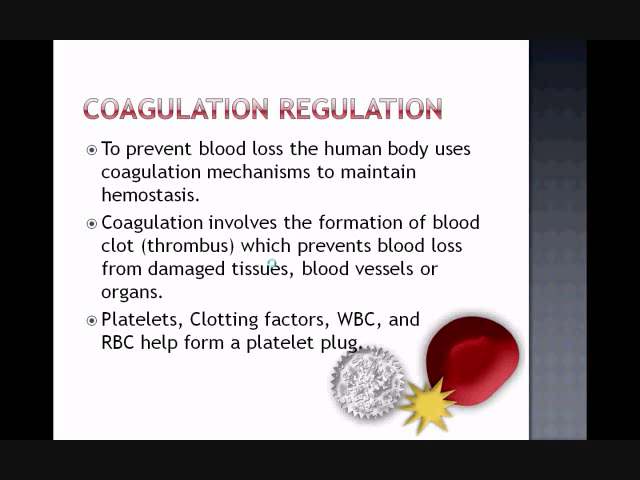 COAGULATION REGULATION
To prevent blood loss the human body uses
coagulation mechanisms to maintain
hemostasis.
Coagulation involves the formation of blood
clot (thrombus) which prevents blood loss
from damaged tissues, blood vessels or
organs.
Platelets, Clotting factors, WBC, and
RBC help form a platelet plug.